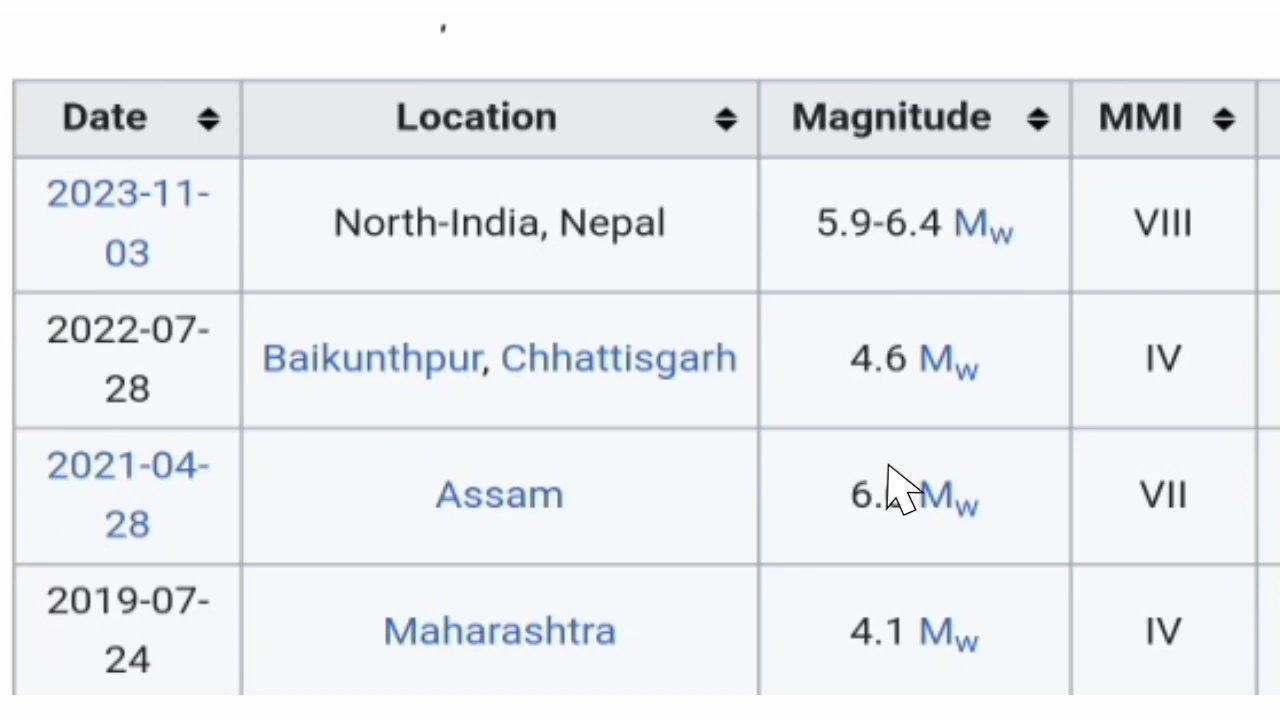 Date Location Magnitude MMI
2023-11-
03 North-India, Nepal 5.9-6.4 Mw VIII
2022-07-
28 Baikunthpur, Chhattisgarh 4.6 Mw IV
2021-04-
28 Assam Mw VII
2019-07-
24 Maharashtra 4.1 Mw IV